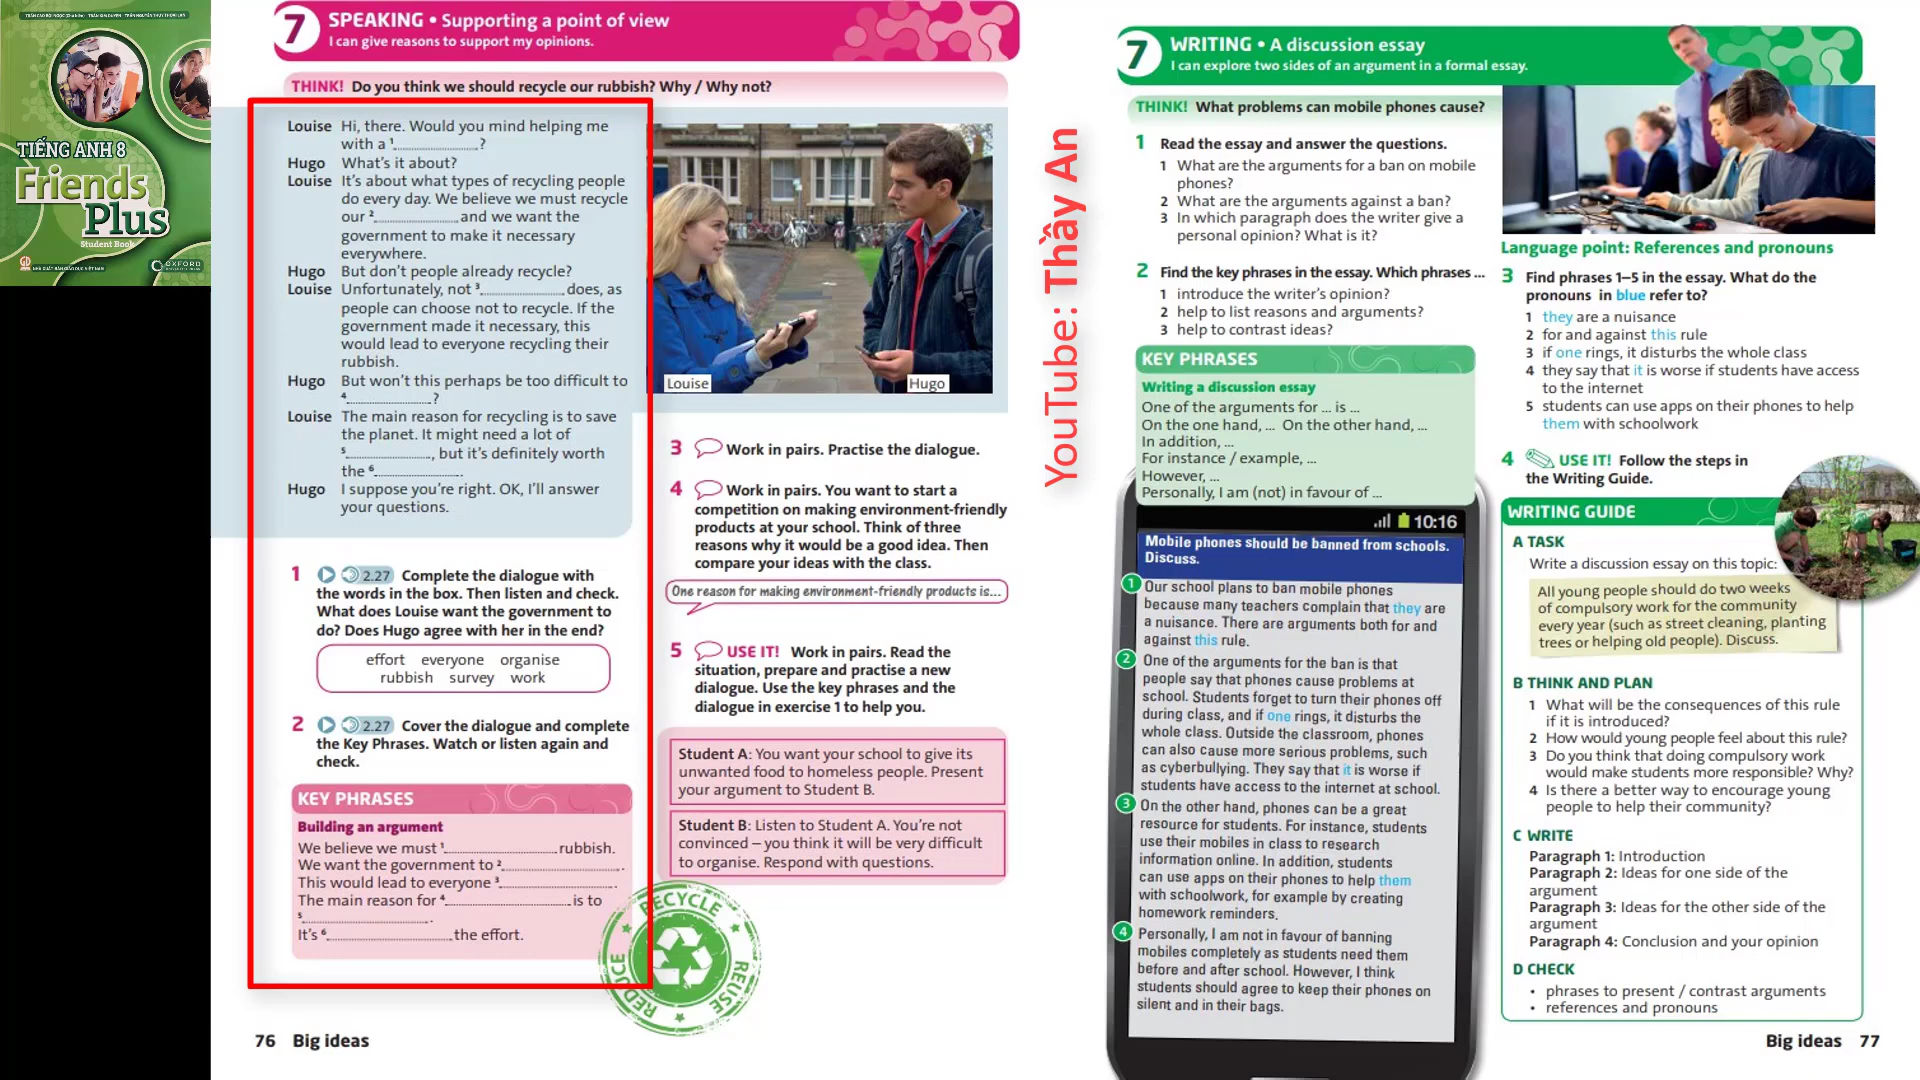 TRẦN CAO BỘI NGỌC (Chủ biên) - TRẦN KIM DUYÊN - TRẦN NGUYỄN THUỲ THUỲ LAN
TIẾNG ANH 8
Friends
Plus
Student Book
NHÀ XUẤT BẢN GIÁO DỤC VIỆT NAM
OXFORD
7 SPEAKING • Supporting a point of view
I can give reasons to support my opinions.
THINK! Do you think we should recycle our rubbish? Why / Why not?
Louise Hi, there. Would you mind helping me
with a 1 ............ ?
Hugo What's it about?
Louise It's about what types of recycling people
do every day. We believe we must recycle
our 2 ............ and we want the
government to make it necessary
everywhere.
Hugo But don't people already recycle?
Louise Unfortunately, not 3 ............ does, as
people can choose not to recycle. If the
government made it necessary, this
would lead to everyone recycling their
rubbish.
Hugo But won't this perhaps be too difficult to
4 ............ ?
Louise The main reason for recycling is to save
the planet. It might need a lot of
5 ............ , but it's definitely worth
the 6 ............ .
Hugo I suppose you're right. OK, I'll answer
your questions.
Louise
Hugo
1 2.27 Complete the dialogue with
the words in the box. Then listen and check.
What does Louise want the government to
do? Does Hugo agree with her in the end?
effort everyone organise
rubbish survey work
2 2.27 Cover the dialogue and complete
the Key Phrases. Watch or listen again and
check.
KEY PHRASES
Building an argument
We believe we must 1 ............ rubbish.
We want the government to 2 ............ .
This would lead to everyone 3 ............ .
The main reason for 4 ............ is to
5 ............ .
It's 6 ............ the effort.
3 Work in pairs. Practise the dialogue.
4 Work in pairs. You want to start a
competition on making environment-friendly
products at your school. Think of three
reasons why it would be a good idea. Then
compare your ideas with the class.
One reason for making environment-friendly products is...
5 USE IT! Work in pairs. Read the
situation, prepare and practise a new
dialogue. Use the key phrases and the
dialogue in exercise 1 to help you.
Student A: You want your school to give its
unwanted food to homeless people. Present
your argument to Student B.
Student B: Listen to Student A. You're not
convinced – you think it will be very difficult
to organise. Respond with questions.
RECYCLE
REUSE
REDUCE
76 Big ideas
YouTube: Thầy An
7 WRITING • A discussion essay
I can explore two sides of an argument in a formal essay.
THINK! What problems can mobile phones cause?
1 Read the essay and answer the questions.
1 What are the arguments for a ban on mobile
phones?
2 What are the arguments against a ban?
3 In which paragraph does the writer give a
personal opinion? What is it?
2 Find the key phrases in the essay. Which phrases ...
1 introduce the writer's opinion?
2 help to list reasons and arguments?
3 help to contrast ideas?
KEY PHRASES
Writing a discussion essay
One of the arguments for ... is ...
On the one hand, ... On the other hand, ...
In addition, ...
For instance / example, ...
However, ...
Personally, I am (not) in favour of ...
10:16
Mobile phones should be banned from schools.
Discuss.
1 Our school plans to ban mobile phones
because many teachers complain that they are
a nuisance. There are arguments both for and
against this rule.
2 One of the arguments for the ban is that
people say that phones cause problems at
school. Students forget to turn their phones off
during class, and if one rings, it disturbs the
whole class. Outside the classroom, phones
can also cause more serious problems, such
as cyberbullying. They say that it is worse if
students have access to the internet at school.
3 On the other hand, phones can be a great
resource for students. For instance, students
use their mobiles in class to research
information online. In addition, students
can use apps on their phones to help them
with schoolwork, for example by creating
homework reminders.
4 Personally, I am not in favour of banning
mobiles completely as students need them
before and after school. However, I think
students should agree to keep their phones on
silent and in their bags.
Language point: References and pronouns
3 Find phrases 1–5 in the essay. What do the
pronouns in blue refer to?
1 they are a nuisance
2 for and against this rule
3 if one rings, it disturbs the whole class
4 they say that it is worse if students have access
to the internet
5 students can use apps on their phones to help
them with schoolwork
4 USE IT! Follow the steps in
the Writing Guide.
WRITING GUIDE
A TASK
Write a discussion essay on this topic:
All young people should do two weeks
of compulsory work for the community
every year (such as street cleaning, planting
trees or helping old people). Discuss.
B THINK AND PLAN
1 What will be the consequences of this rule
if it is introduced?
2 How would young people feel about this rule?
3 Do you think that doing compulsory work
would make students more responsible? Why?
4 Is there a better way to encourage young
people to help their community?
C WRITE
Paragraph 1: Introduction
Paragraph 2: Ideas for one side of the
argument
Paragraph 3: Ideas for the other side of the
argument
Paragraph 4: Conclusion and your opinion
D CHECK
• phrases to present / contrast arguments
• references and pronouns
Big ideas 77